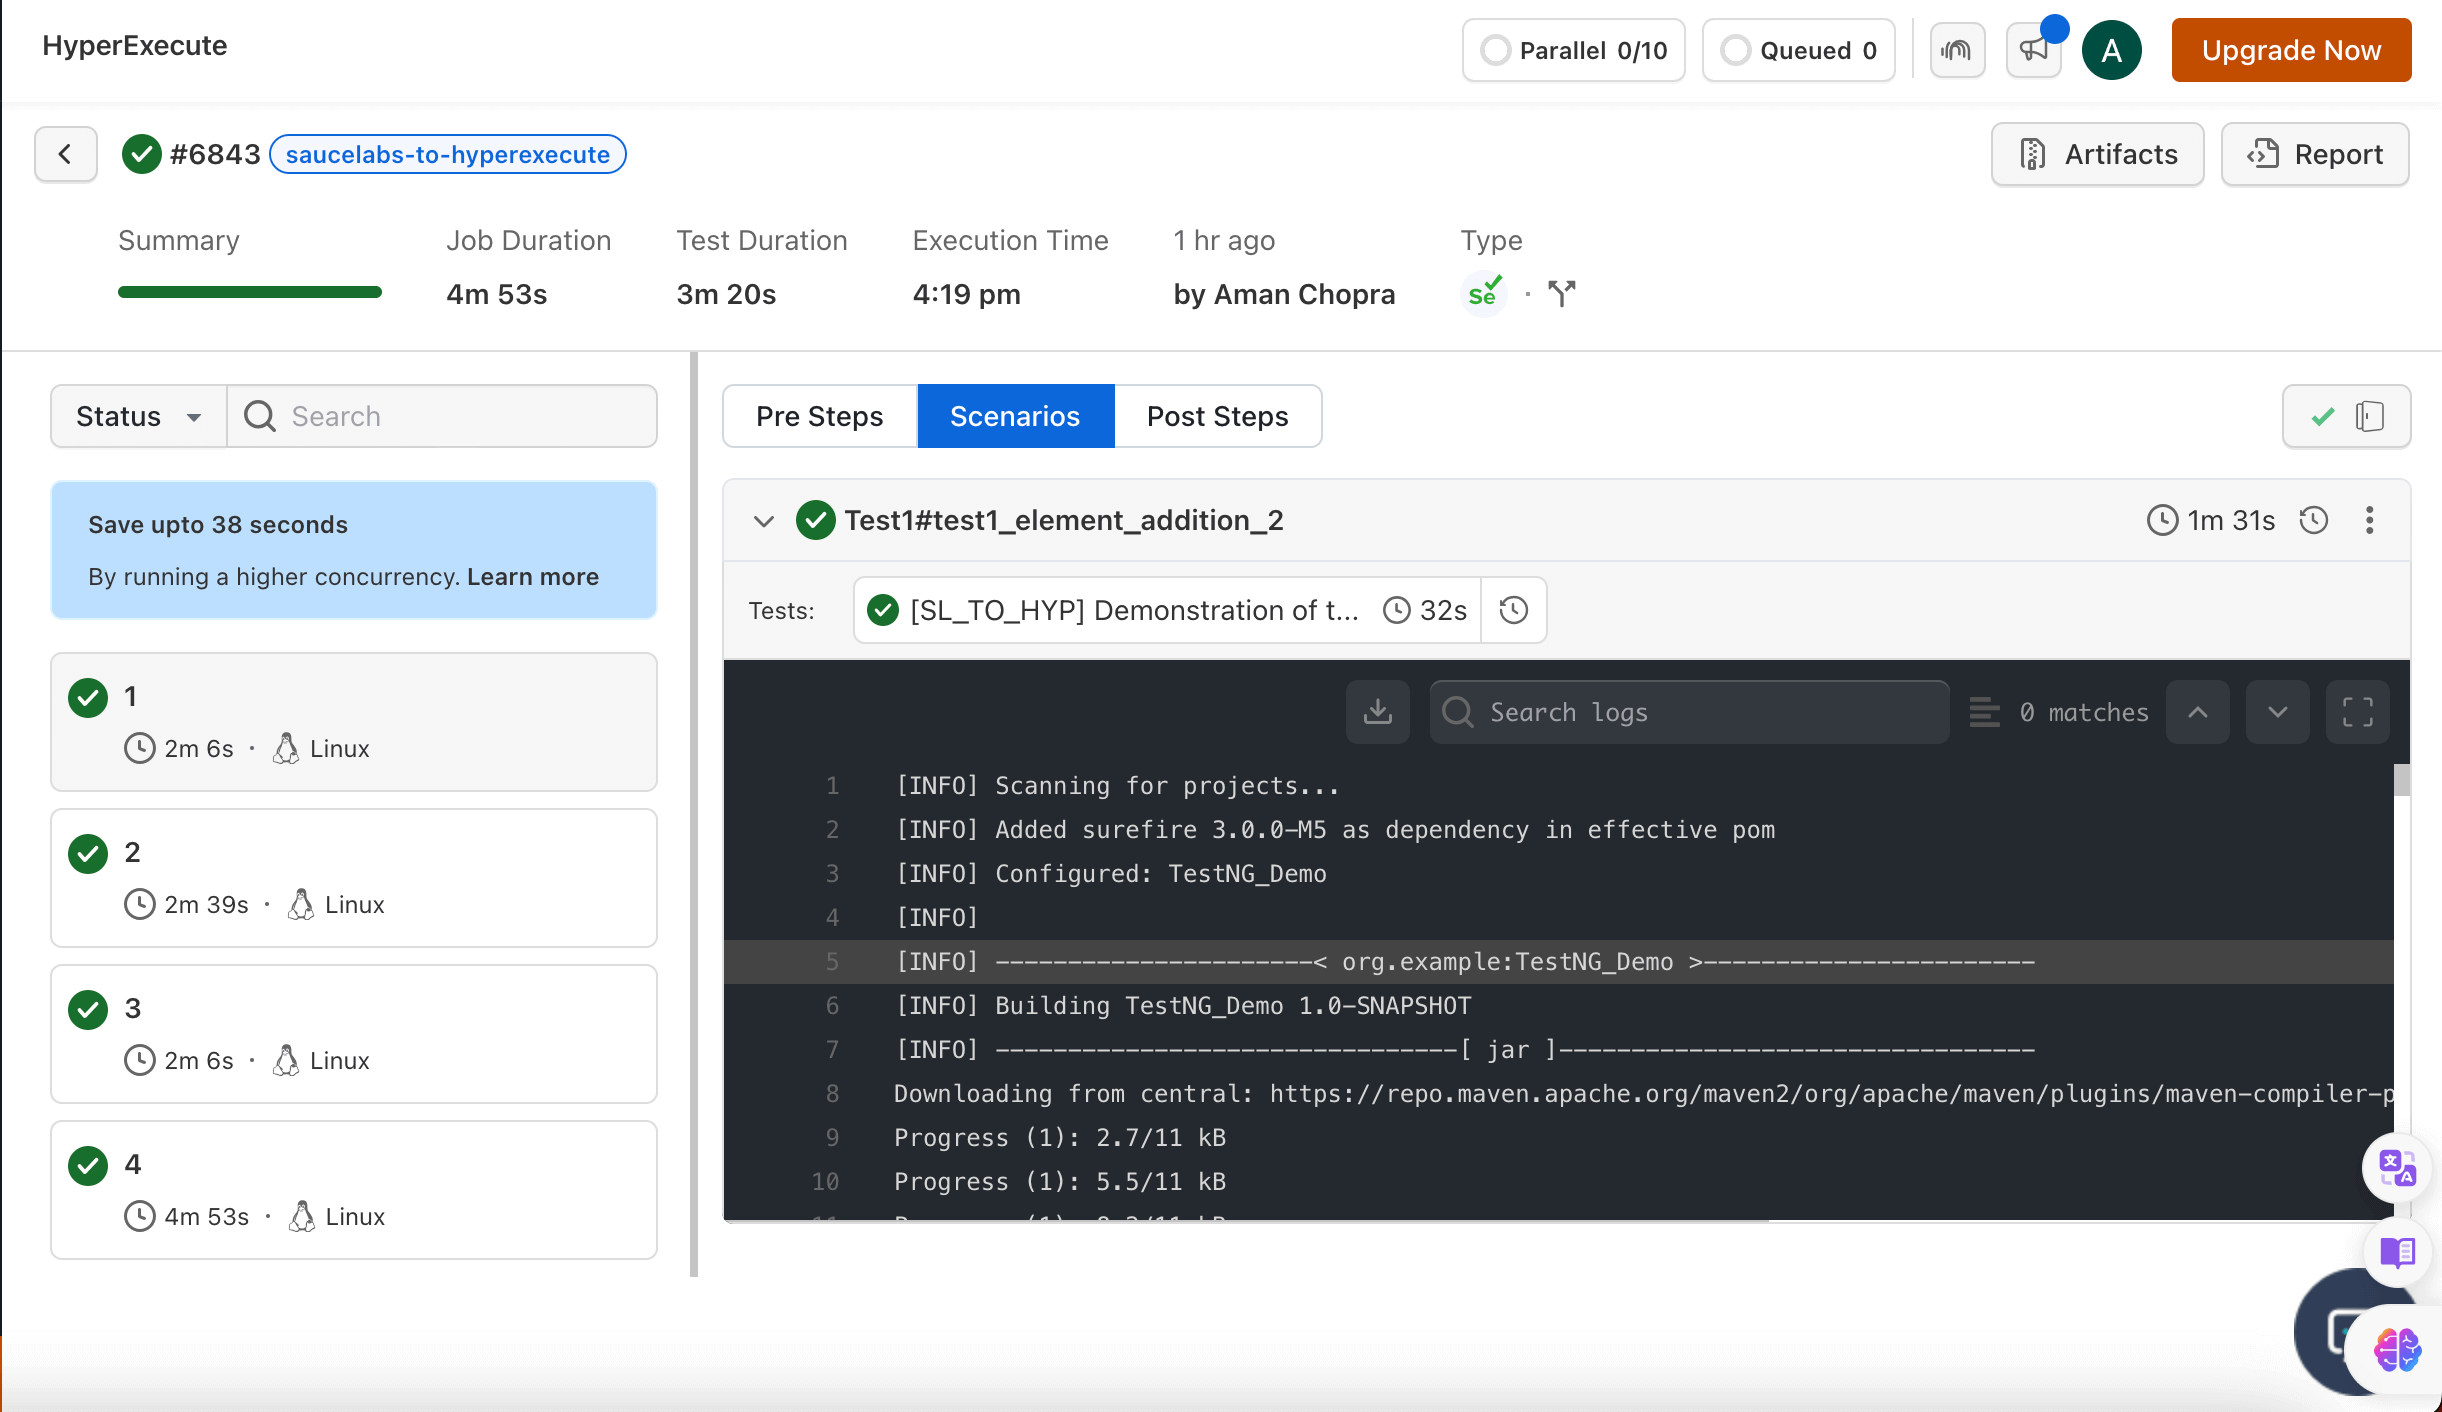 HyperExecute
Parallel 0/10
Queued 0
A
Upgrade Now
#6843
saucelabs-to-hyperexecute
Artifacts
Report
Summary
Job Duration
Test Duration
Execution Time
1 hr ago
Type
4m 53s
3m 20s
4:19 pm
by Aman Chopra
se
Status
Search
Pre Steps
Scenarios
Post Steps
Save upto 38 seconds
By running a higher concurrency. Learn more
1
2m 6s · Linux
2
2m 39s · Linux
3
2m 6s · Linux
4
4m 53s · Linux
Test1#test1_element_addition_2
1m 31s
Tests:
[SL_TO_HYP] Demonstration of t...
32s
Search logs
0 matches
1 [INFO] Scanning for projects...
2 [INFO] Added surefire 3.0.0-M5 as dependency in effective pom
3 [INFO] Configured: TestNG_Demo
4 [INFO]
5 [INFO] ----------------------< org.example:TestNG_Demo >-----------------------
6 [INFO] Building TestNG_Demo 1.0-SNAPSHOT
7 [INFO] --------------------------------[ jar ]---------------------------------
8 Downloading from central: https://repo.maven.apache.org/maven2/org/apache/maven/plugins/maven-compiler-p
9 Progress (1): 2.7/11 kB
10 Progress (1): 5.5/11 kB